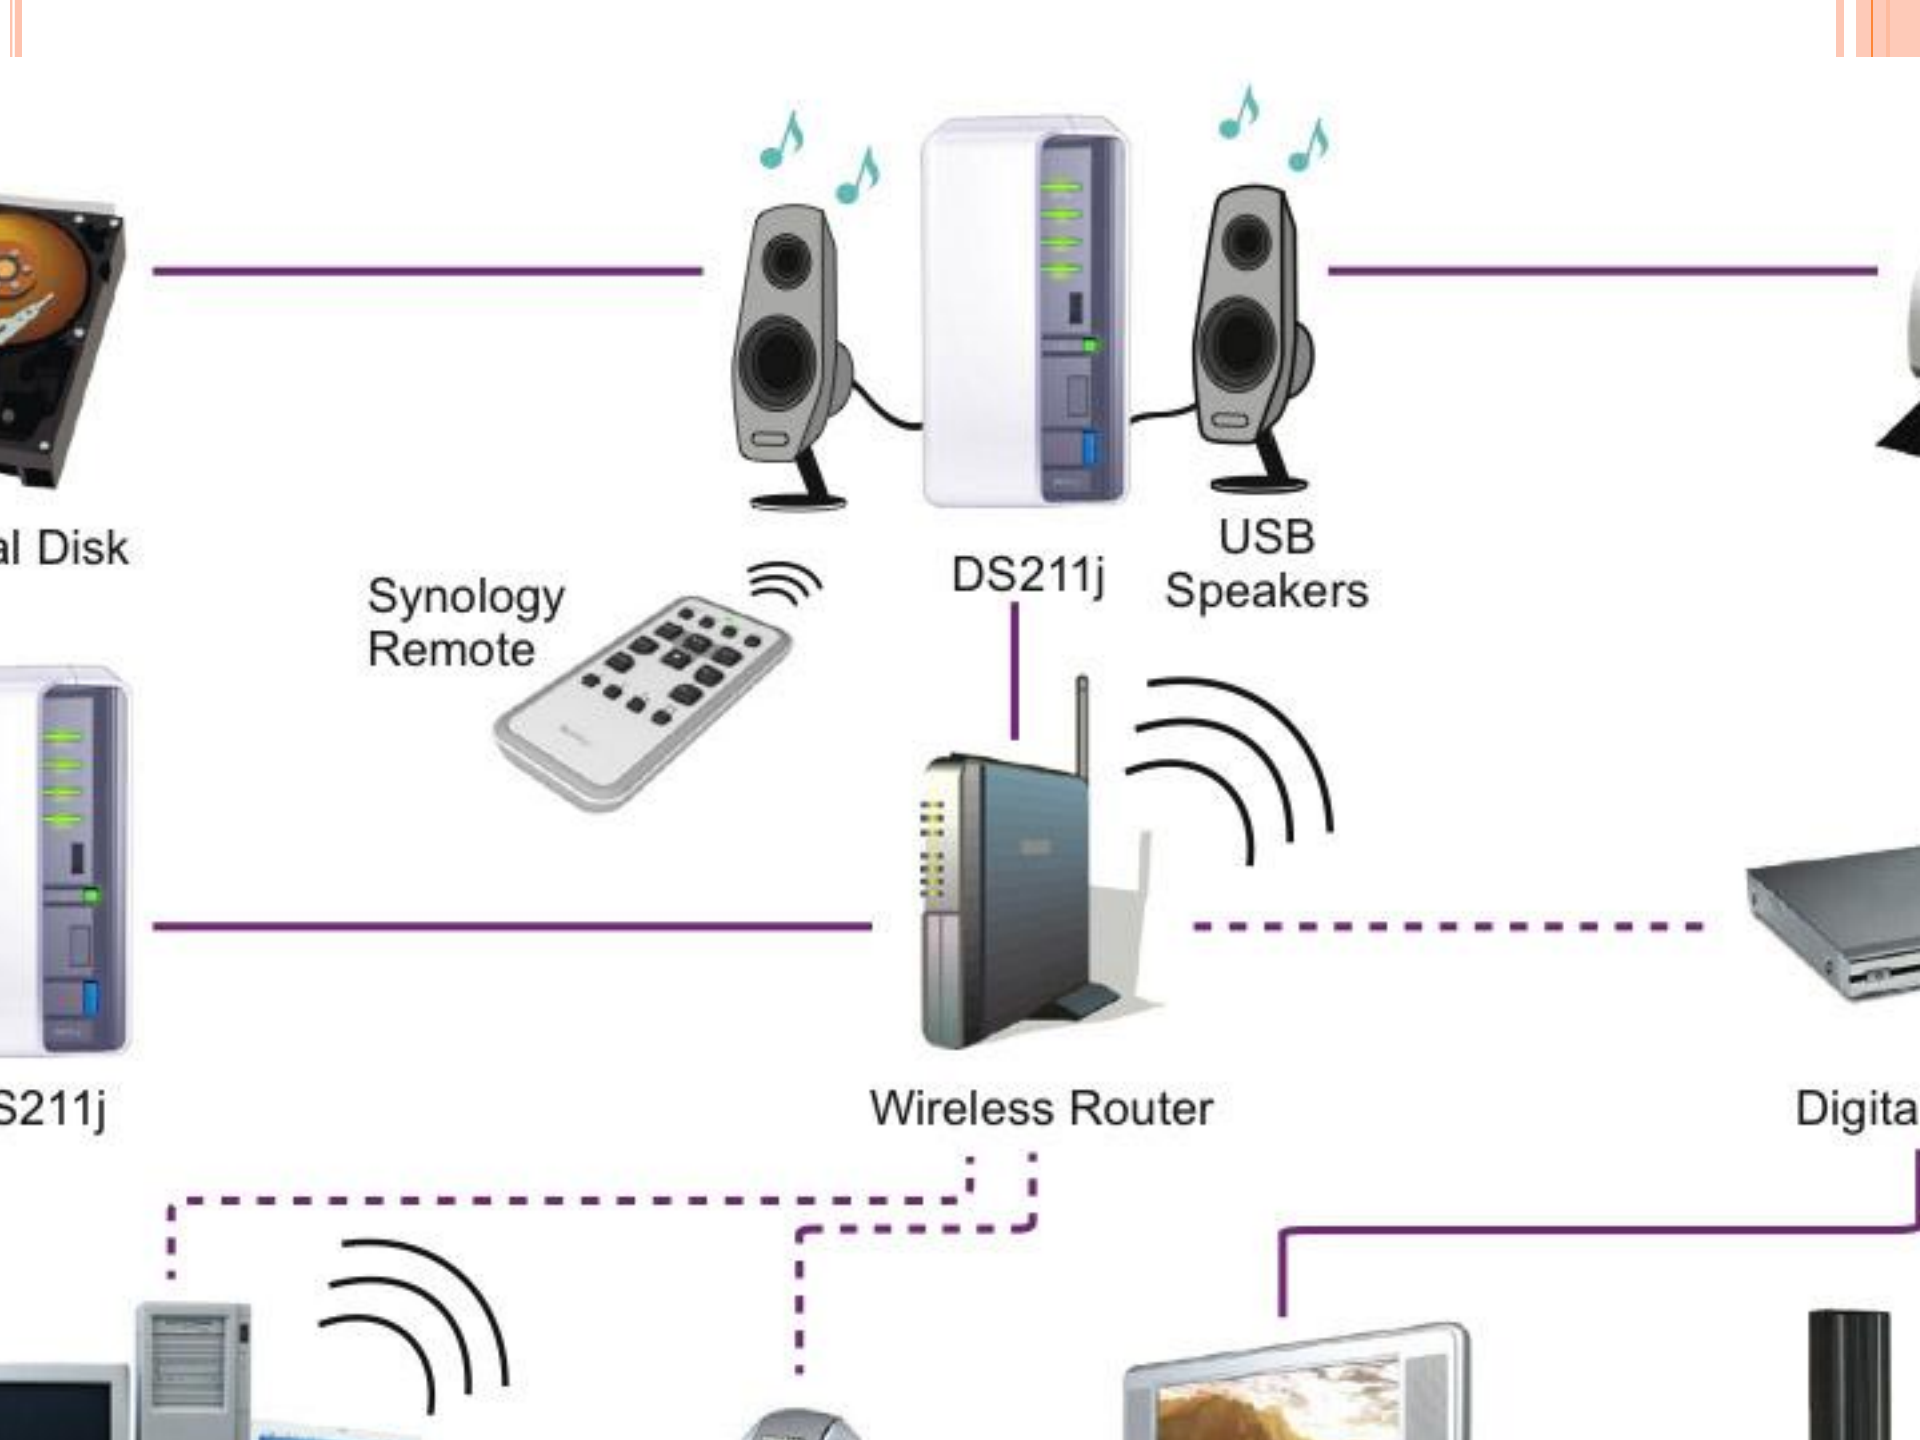 al Disk
USB
Speakers
DS211j
Synology
Remote
S211j
Wireless Router
Digita